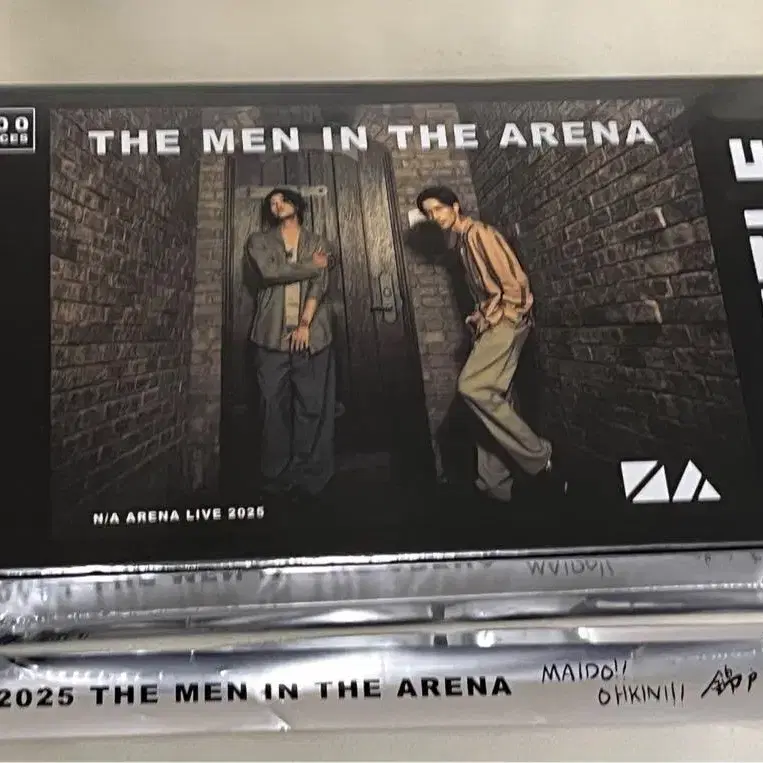 THE MEN IN THE ARENA
N/A ARENA LIVE 2025
N/A
2025 THE MEN IN THE ARENA
MAIDO!!
OHKINI!!